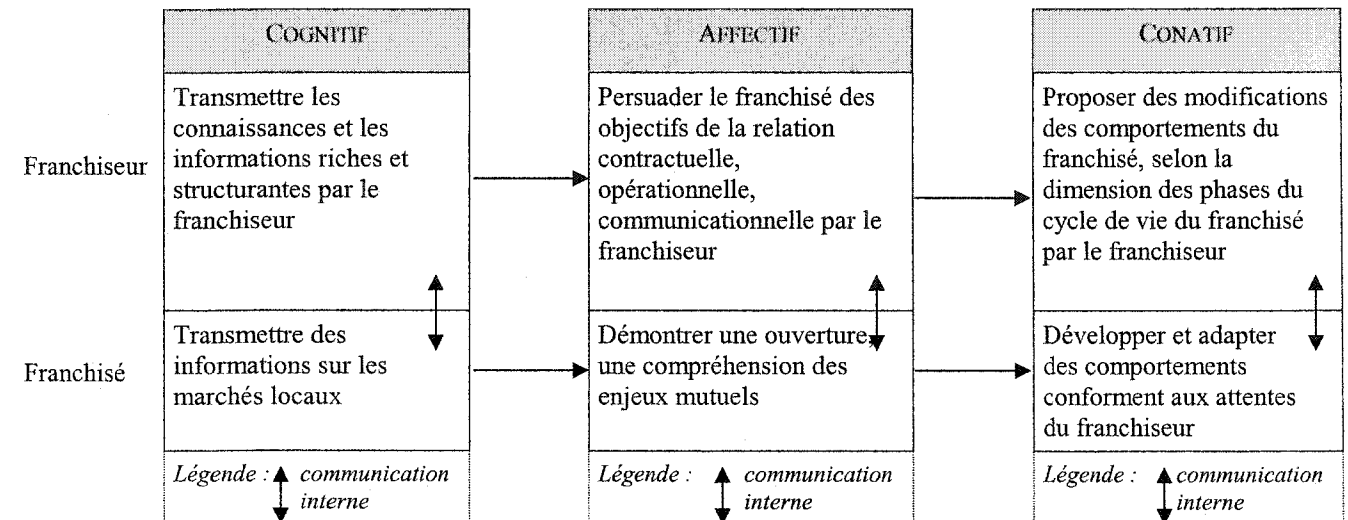 COGNITIF
AFFECTIF
CONATIF
Franchiseur
Transmettre les
connaissances et les
informations riches et
structurantes par le
franchiseur
Persuader le franchisé des
objectifs de la relation
contractuelle,
opérationnelle,
communicationnelle par le
franchiseur
Proposer des modifications
des comportements du
franchisé, selon la
dimension des phases du
cycle de vie du franchisé
par le franchiseur
Franchisé
Transmettre des
informations sur les
marchés locaux
Démontrer une ouverture,
une compréhension des
enjeux mutuels
Développer et adapter
des comportements
conforment aux attentes
du franchiseur
Légende : communication
interne
Légende : communication
interne
Légende : communication
interne